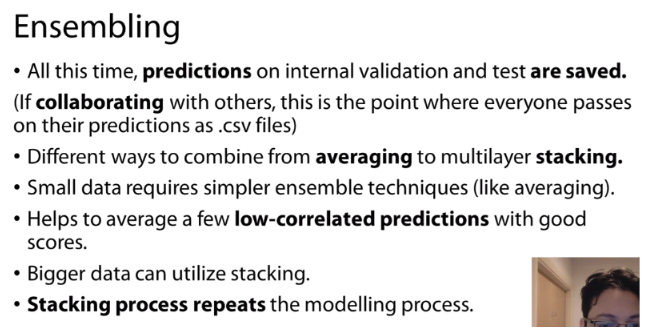 Ensembling
• All this time, predictions on internal validation and test are saved.
(If collaborating with others, this is the point where everyone passes
on their predictions as .csv files)
• Different ways to combine from averaging to multilayer stacking.
• Small data requires simpler ensemble techniques (like averaging).
• Helps to average a few low-correlated predictions with good
scores.
• Bigger data can utilize stacking.
• Stacking process repeats the modelling process.